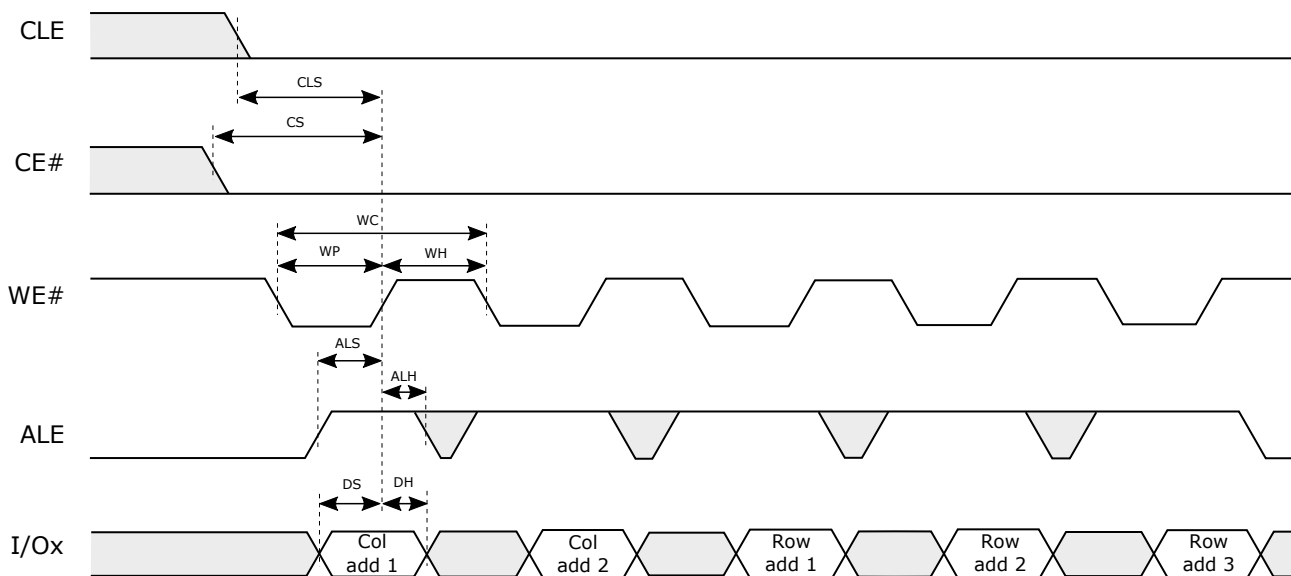 CLE
CLS
CS
CE#
WC
WP WH
WE#
ALS
ALH
ALE
DS DH
I/Ox
Col
add 1
Col
add 2
Row
add 1
Row
add 2
Row
add 3